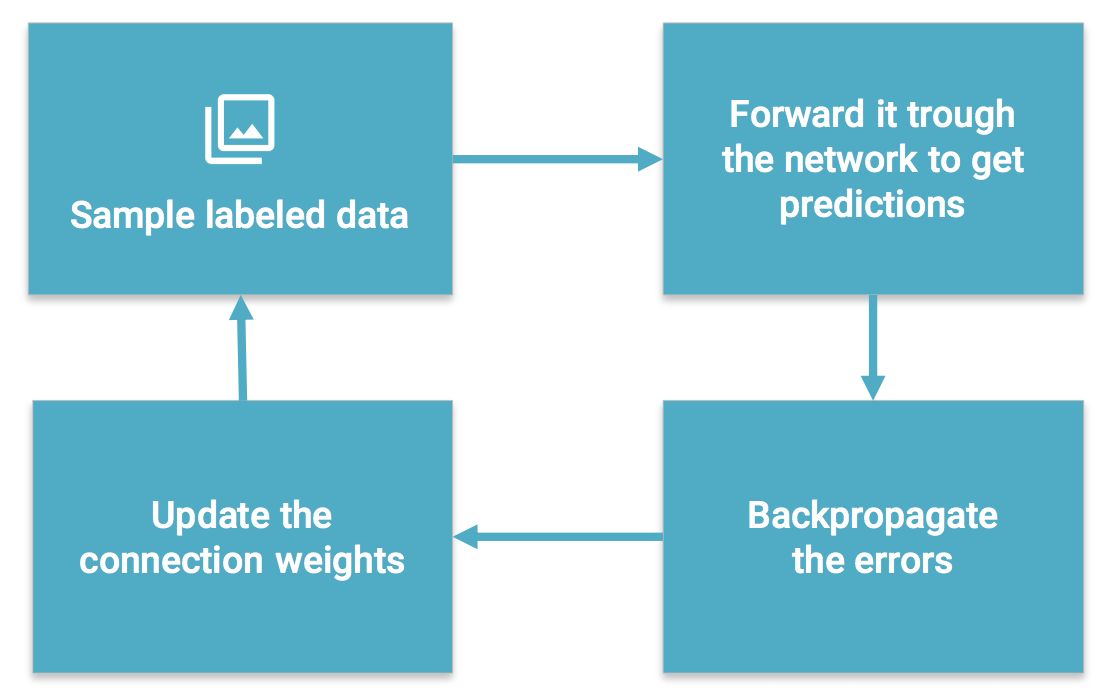 Sample labeled data
Forward it trough
the network to get
predictions
Backpropagate
the errors
Update the
connection weights